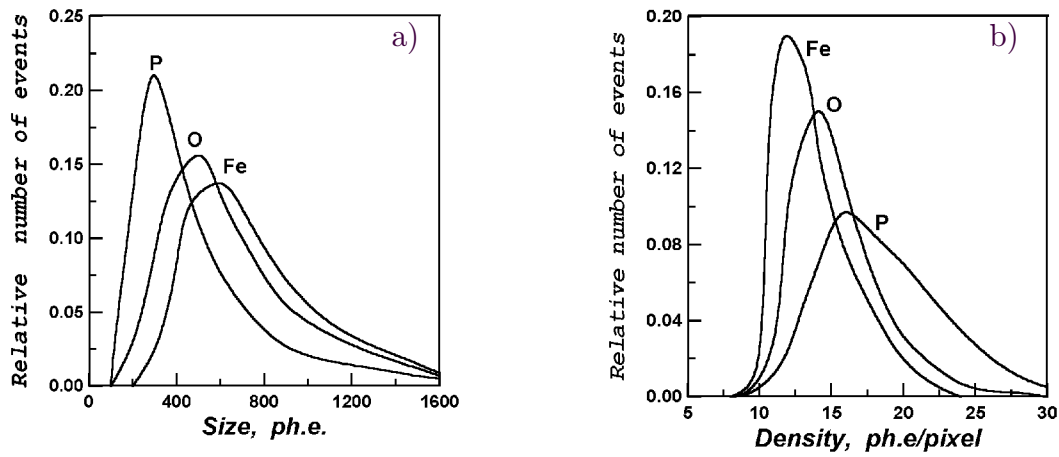 a)
Relative number of events
0.25
0.20
0.15
0.10
0.05
0.00
P
O
Fe
0
400
800
1200
1600
Size, ph.e.
b)
Relative number of events
0.20
0.16
0.12
0.08
0.04
0.00
Fe
O
P
5
10
15
20
25
30
Density, ph.e/pixel